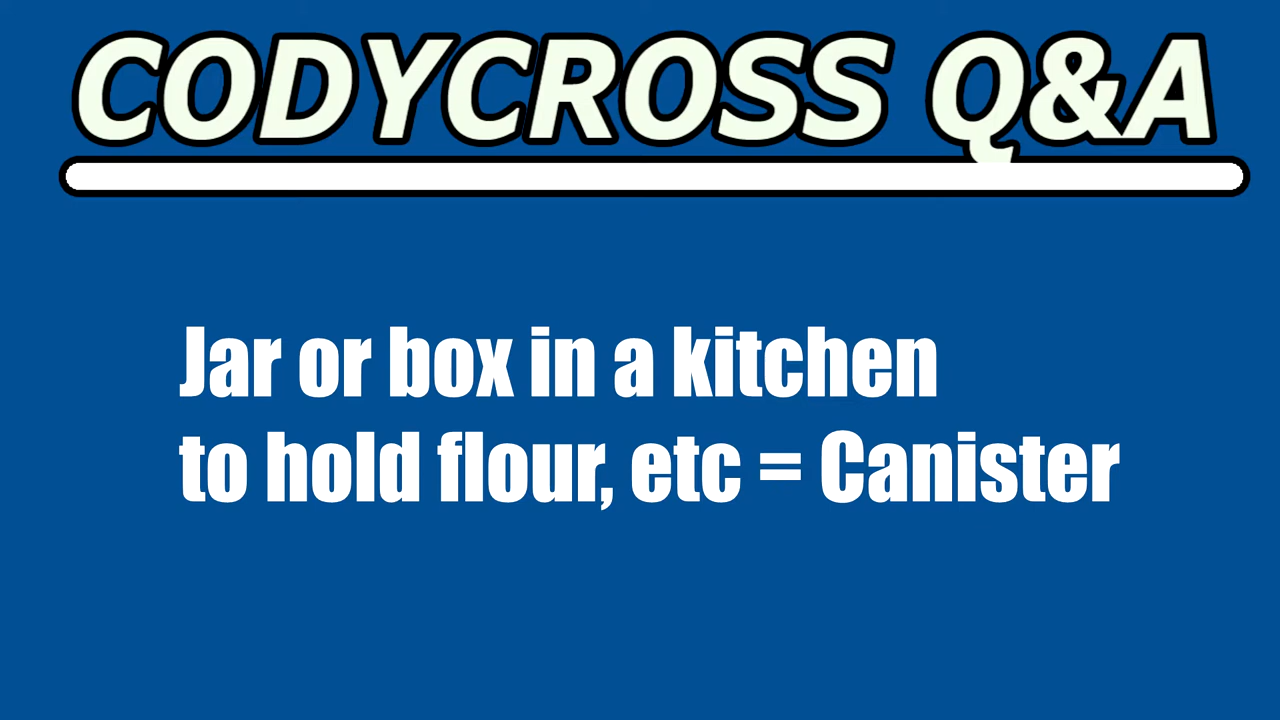 CODYCROSS Q&A
Jar or box in a kitchen
to hold flour, etc = Canister